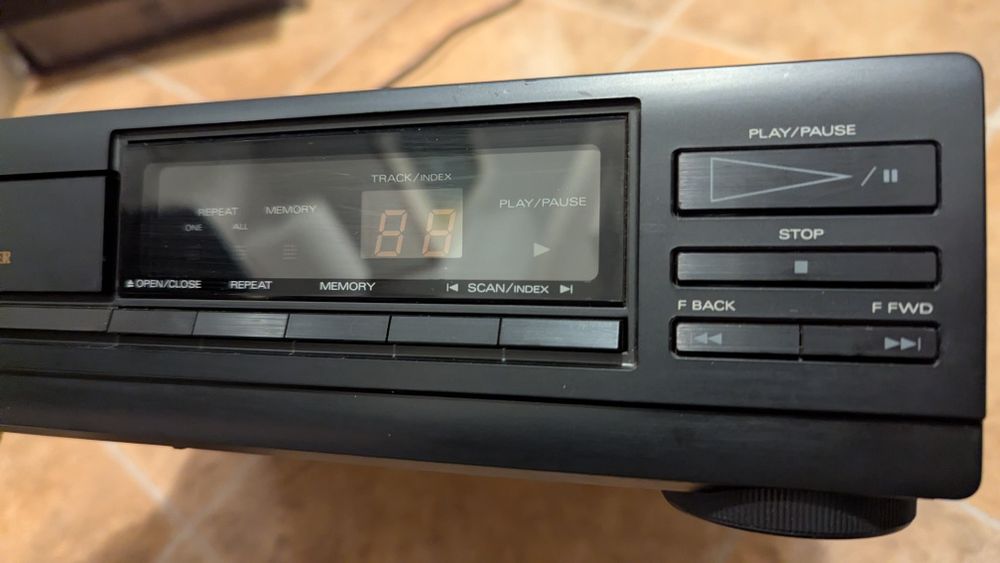 PLAY/PAUSE
TRACK/INDEX
REPEAT MEMORY
PLAY/PAUSE
ONE ALL
88
STOP
OPEN/CLOSE REPEAT MEMORY SCAN/INDEX
F BACK F FWD